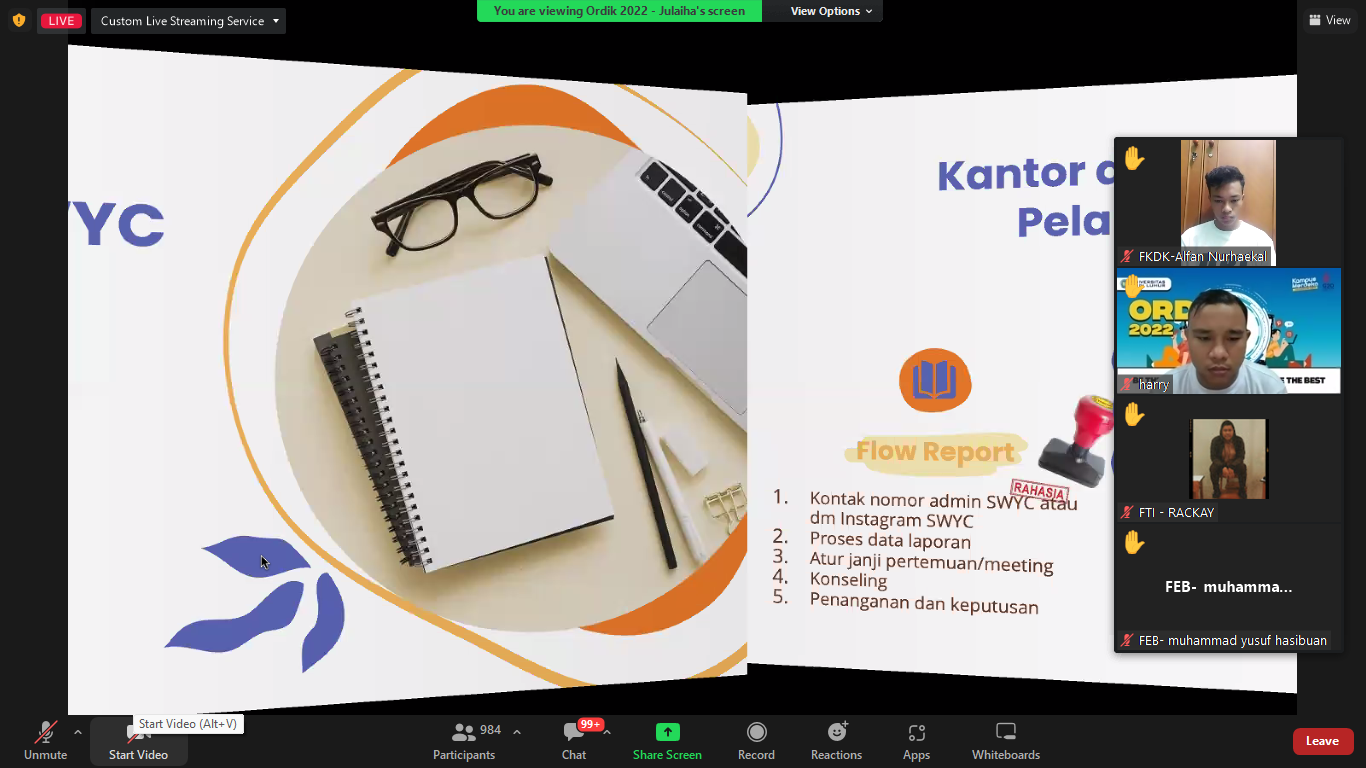 LIVE
Custom Live Streaming Service
You are viewing Ordik 2022 - Julaiha's screen
View Options
View
YC
Kantor
Pela
Flow Report
RAHASIA
1. Kontak nomor admin SWYC atau
dm Instagram SWYC
2. Proses data laporan
3. Atur janji pertemuan/meeting
4. Konseling
5. Penanganan dan keputusan
FKDK-Alfan Nurhaekal
Kampus
Merdeka
ORD
2022
E THE BEST
harry
FTI - RACKAY
FEB- muhamma...
FEB- muhammad yusuf hasibuan
Start Video (Alt+V)
Unmute
Start Video
984
Participants
99+
Chat
Share Screen
Record
Reactions
Apps
Whiteboards
Leave